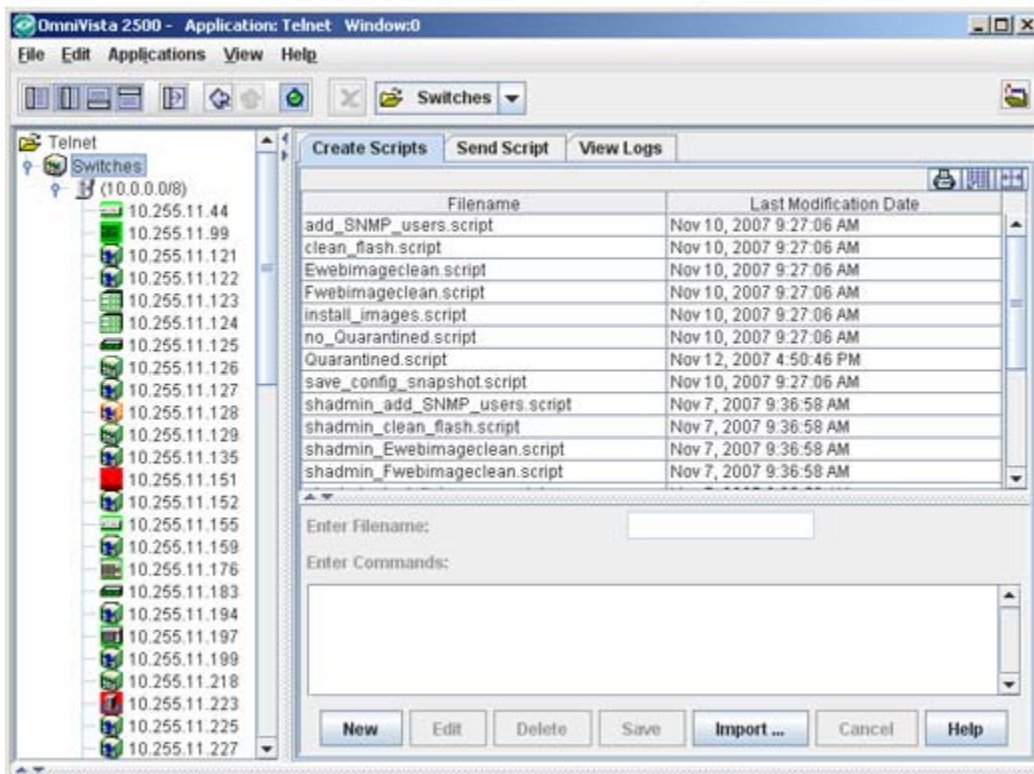 OmniVista 2500 - Application: Telnet Window:0
File Edit Applications View Help
Switches
Telnet
Switches
(10.0.0.0/8)
10.255.11.44
10.255.11.99
10.255.11.121
10.255.11.122
10.255.11.123
10.255.11.124
10.255.11.125
10.255.11.126
10.255.11.127
10.255.11.128
10.255.11.129
10.255.11.135
10.255.11.151
10.255.11.152
10.255.11.155
10.255.11.159
10.255.11.176
10.255.11.183
10.255.11.194
10.255.11.197
10.255.11.199
10.255.11.218
10.255.11.223
10.255.11.225
10.255.11.227
Create Scripts Send Script View Logs
Filename Last Modification Date
add_SNMP_users.script Nov 10, 2007 9:27:06 AM
clean_flash.script Nov 10, 2007 9:27:06 AM
Ewebimageclean.script Nov 10, 2007 9:27:06 AM
Fwebimageclean.script Nov 10, 2007 9:27:06 AM
install_images.script Nov 10, 2007 9:27:06 AM
no_Quarantined.script Nov 10, 2007 9:27:06 AM
Quarantined.script Nov 12, 2007 4:50:46 PM
save_config_snapshot.script Nov 10, 2007 9:27:06 AM
shadmin_add_SNMP_users.script Nov 7, 2007 9:36:58 AM
shadmin_clean_flash.script Nov 7, 2007 9:36:58 AM
shadmin_Ewebimageclean.script Nov 7, 2007 9:36:58 AM
shadmin_Fwebimageclean.script Nov 7, 2007 9:36:58 AM
Enter Filename:
Enter Commands:
New Edit Delete Save Import ... Cancel Help